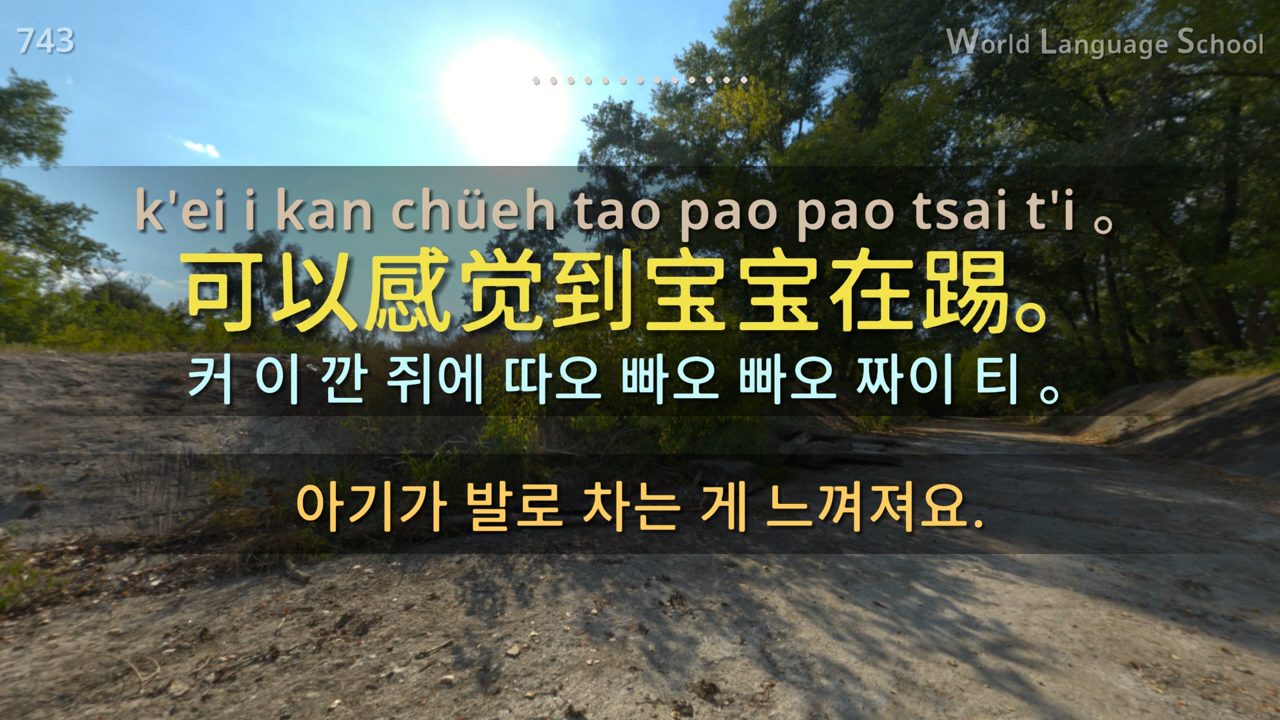 743
World Language School
k'ei i kan chüeh tao pao pao tsai t'i 。
可以感觉到宝宝在踢。
커 이 깐 쥐에 따오 빠오 빠오 짜이 티 。
아기가 발로 차는 게 느껴져요.